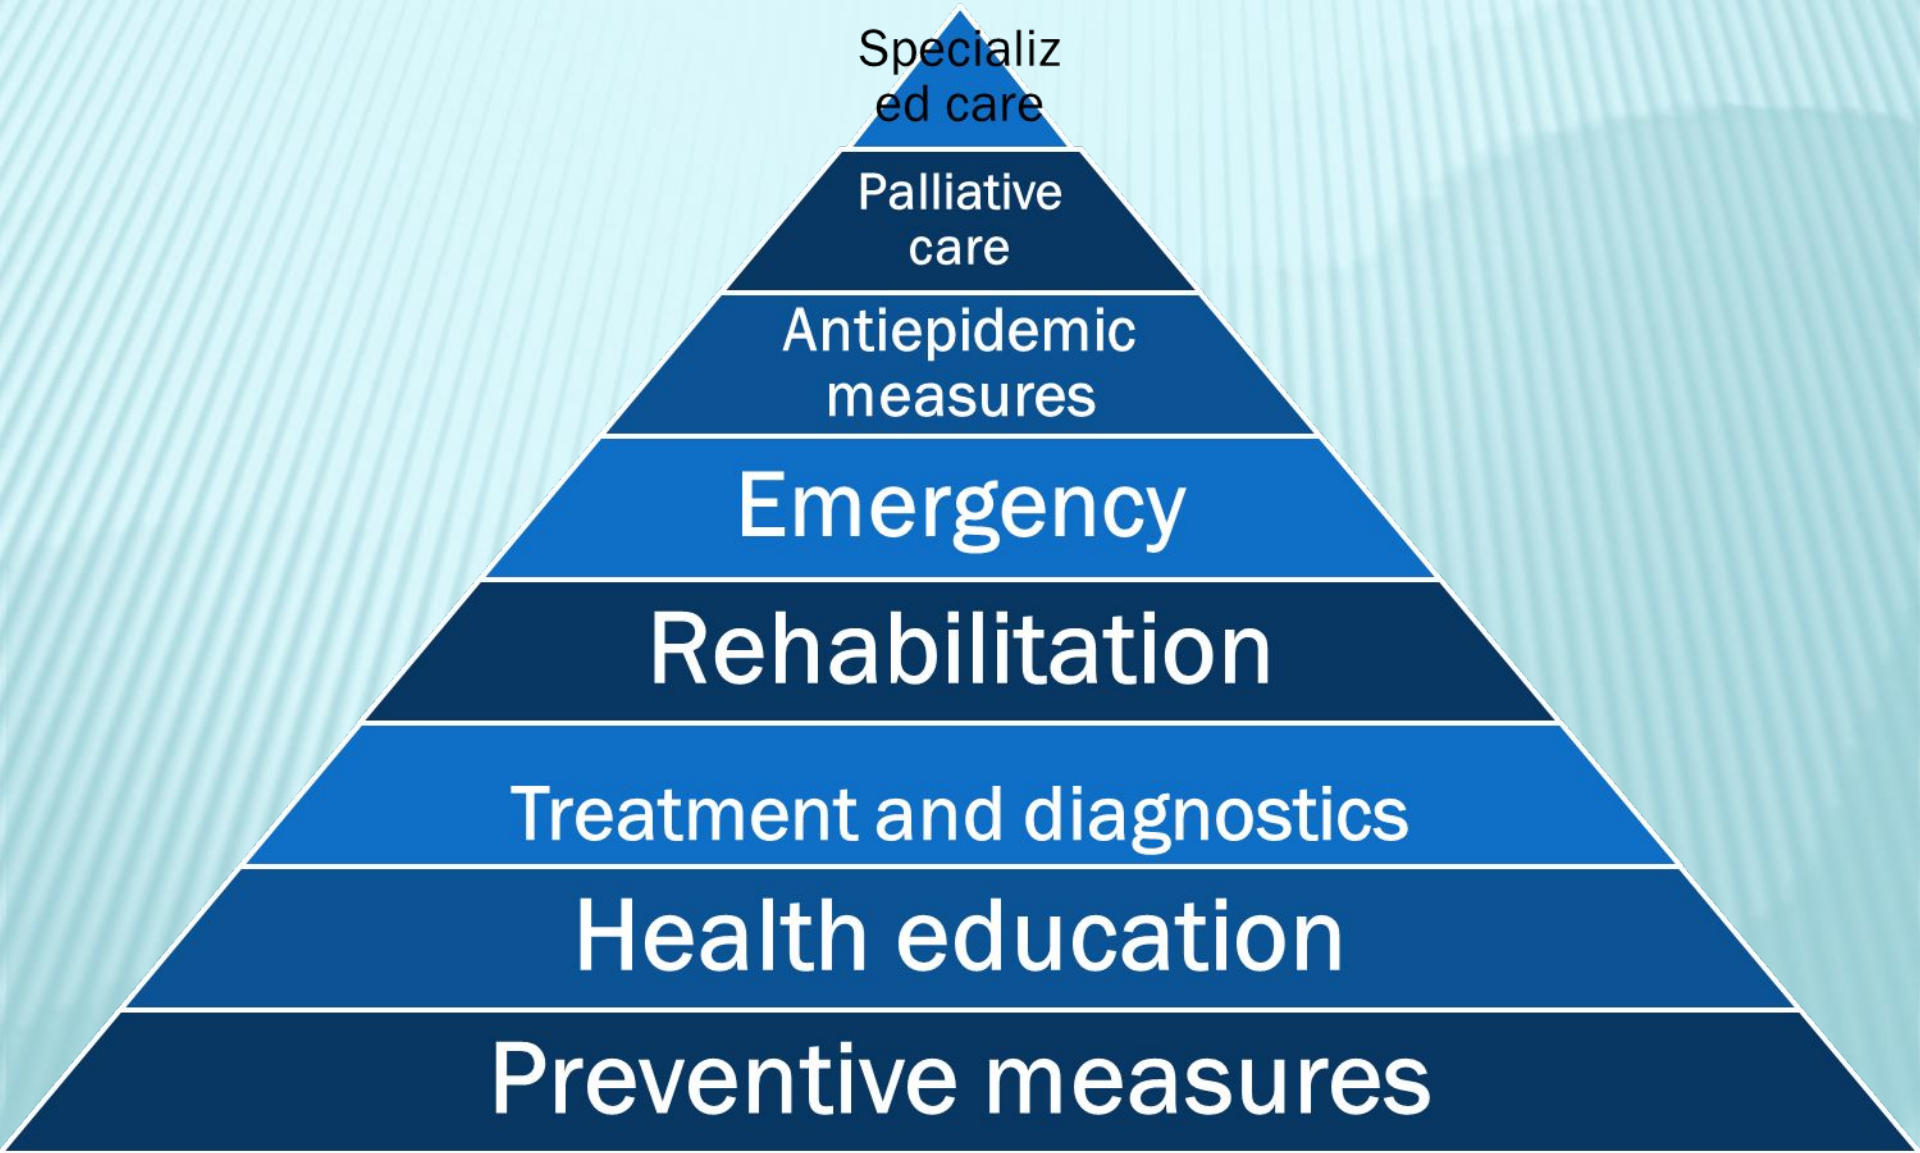 Specializ
ed care
Palliative
care
Antiepidemic
measures
Emergency
Rehabilitation
Treatment and diagnostics
Health education
Preventive measures